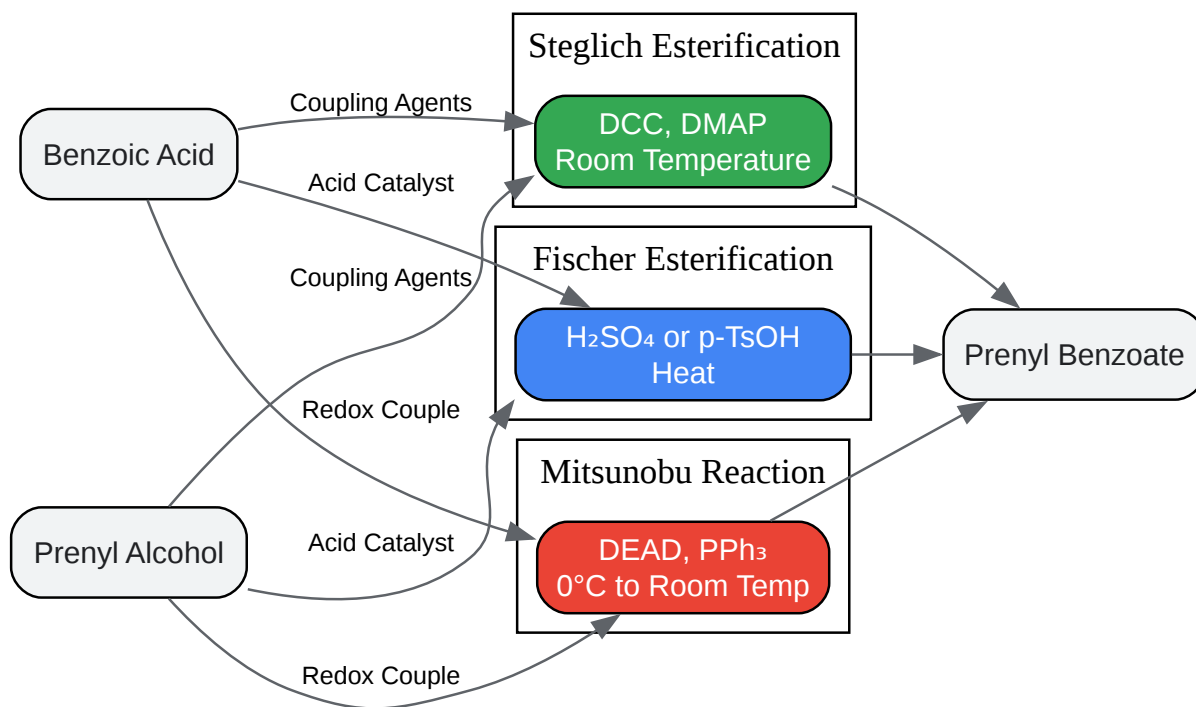 Steglich Esterification
Coupling Agents
DCC, DMAP
Room Temperature
Benzoic Acid
Acid Catalyst
Coupling Agents
Fischer Esterification
H₂SO₄ or p-TsOH
Heat
Prenyl Benzoate
Redox Couple
Mitsunobu Reaction
Prenyl Alcohol
Acid Catalyst
DEAD, PPh₃
0°C to Room Temp
Redox Couple